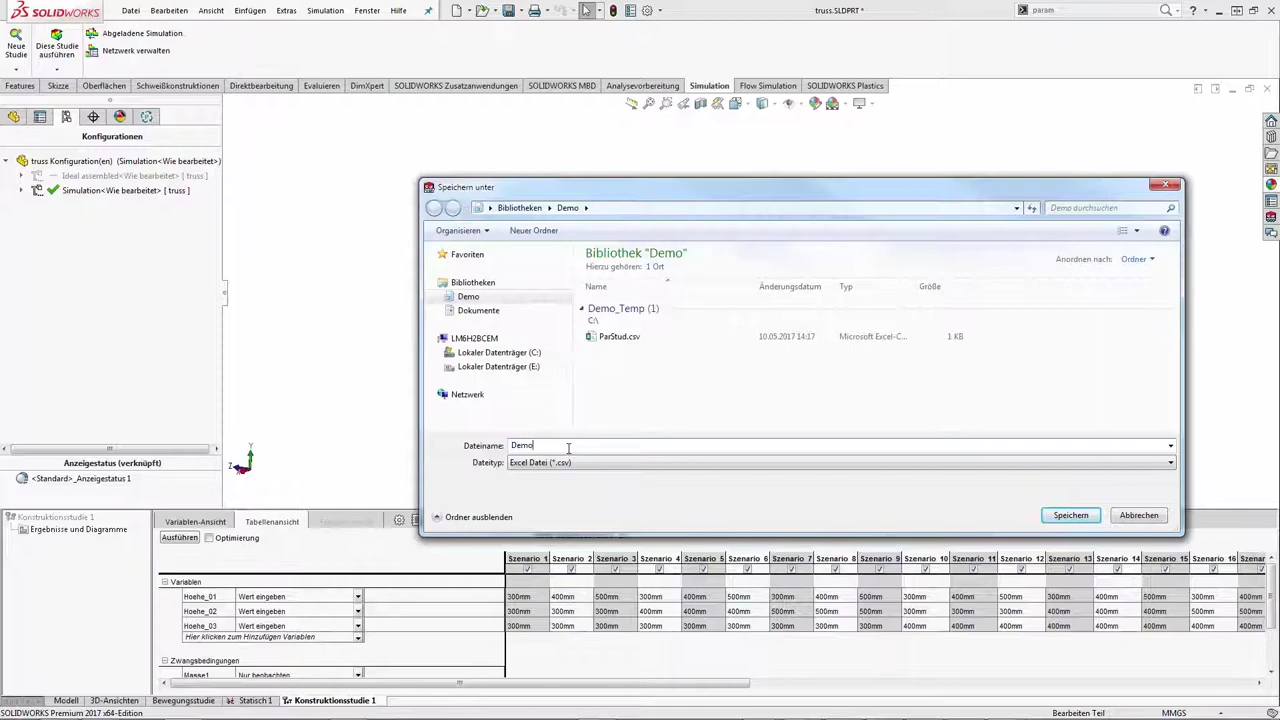 SOLIDWORKS
Datei Bearbeiten Ansicht Einfügen Extras Simulation Fenster Hilfe
truss.SLDPRT *
param
Neue Studie
Diese Studie ausführen
Abgeladene Simulation
Netzwerk verwalten
Features Skizze Oberflächen Schweißkonstruktionen Direktbearbeitung Evaluieren DimXpert SOLIDWORKS Zusatzanwendungen SOLIDWORKS MBD Analysevorbereitung Simulation Flow Simulation SOLIDWORKS Plastics
Konfigurationen
truss Konfiguration(en) (Simulation<Wie bearbeitet>)
Ideal assembled<Wie bearbeitet> [ truss ]
Simulation<Wie bearbeitet> [ truss ]
Anzeigestatus (verknüpft)
<Standard>_Anzeigestatus 1
Y
Z
Speichern unter
Bibliotheken Demo
Demo durchsuchen
Organisieren Neuer Ordner
Favoriten
Bibliotheken
Demo
Dokumente
LM6H2BCEM
Lokaler Datenträger (C:)
Lokaler Datenträger (E:)
Netzwerk
Bibliothek "Demo"
Hierzu gehören: 1 Ort
Anordnen nach: Ordner
Name Änderungsdatum Typ Größe
Demo_Temp (1)
C:\
ParStud.csv 10.05.2017 14:17 Microsoft Excel-C... 1 KB
Dateiname: Demo
Dateityp: Excel Datei (*.csv)
Ordner ausblenden
Speichern Abbrechen
Konstruktionsstudie 1
Ergebnisse und Diagramme
Variablen-Ansicht Tabellenansicht
Ausführen Optimierung
Szenario 1 Szenario 2 Szenario 3 Szenario 4 Szenario 5 Szenario 6 Szenario 7 Szenario 8 Szenario 9 Szenario 10 Szenario 11 Szenario 12 Szenario 13 Szenario 14 Szenario 15 Szenario 16 Szenar
Variablen
Hoehe_01 Wert eingeben 300mm 400mm 500mm 300mm 400mm 500mm 300mm 400mm 500mm 300mm 400mm 500mm 300mm 400mm 500mm 300mm 400m
Hoehe_02 Wert eingeben 300mm 300mm 300mm 400mm 400mm 400mm 500mm 500mm 500mm 300mm 300mm 300mm 400mm 400mm 400mm 500mm 500m
Hoehe_03 Wert eingeben 300mm 300mm 300mm 300mm 300mm 300mm 300mm 300mm 300mm 400mm 400mm 400mm 400mm 400mm 400mm 400mm 400m
Hier klicken zum Hinzufügen Variablen
Zwangsbedingungen
Masse1 Nur beobachten
Modell 3D-Ansichten Bewegungsstudie Statisch 1 Konstruktionsstudie 1
SOLIDWORKS Premium 2017 x64-Edition
Bearbeiten Teil
MMGS